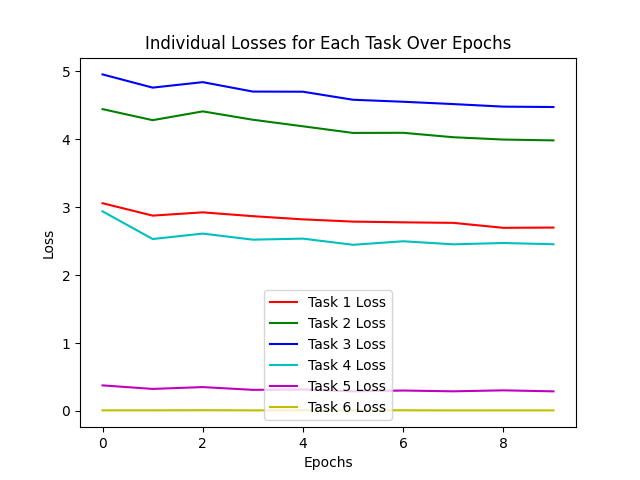 Individual Losses for Each Task Over Epochs
5
4
3
2
1
0
Loss
Task 1 Loss
Task 2 Loss
Task 3 Loss
Task 4 Loss
Task 5 Loss
Task 6 Loss
0 2 4 6 8
Epochs